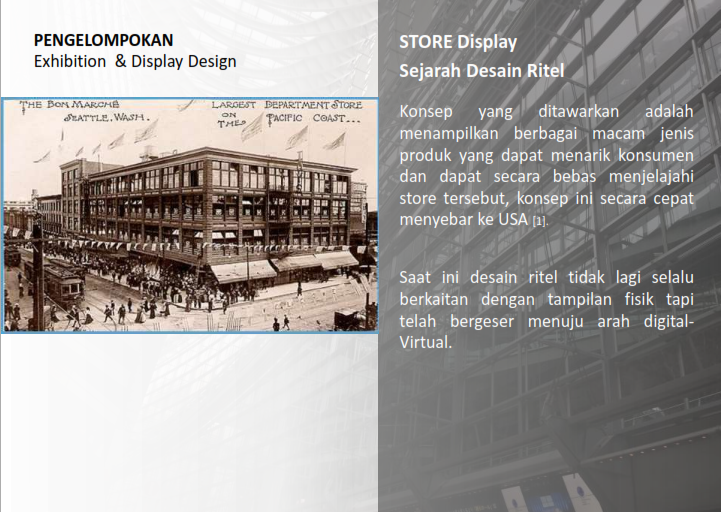 PENGELOMPOKAN
Exhibition & Display Design
THE BON MARCHÉ
SEATTLE, WASH.
LARGEST DEPARTMENT STORE
ON THE PACIFIC COAST...
STORE Display
Sejarah Desain Ritel
Konsep yang ditawarkan adalah
menampilkan berbagai macam jenis
produk yang dapat menarik konsumen
dan dapat secara bebas menjelajahi
store tersebut, konsep ini secara cepat
menyebar ke USA [1].
Saat ini desain ritel tidak lagi selalu
berkaitan dengan tampilan fisik tapi
telah bergeser menuju arah digital-
Virtual.